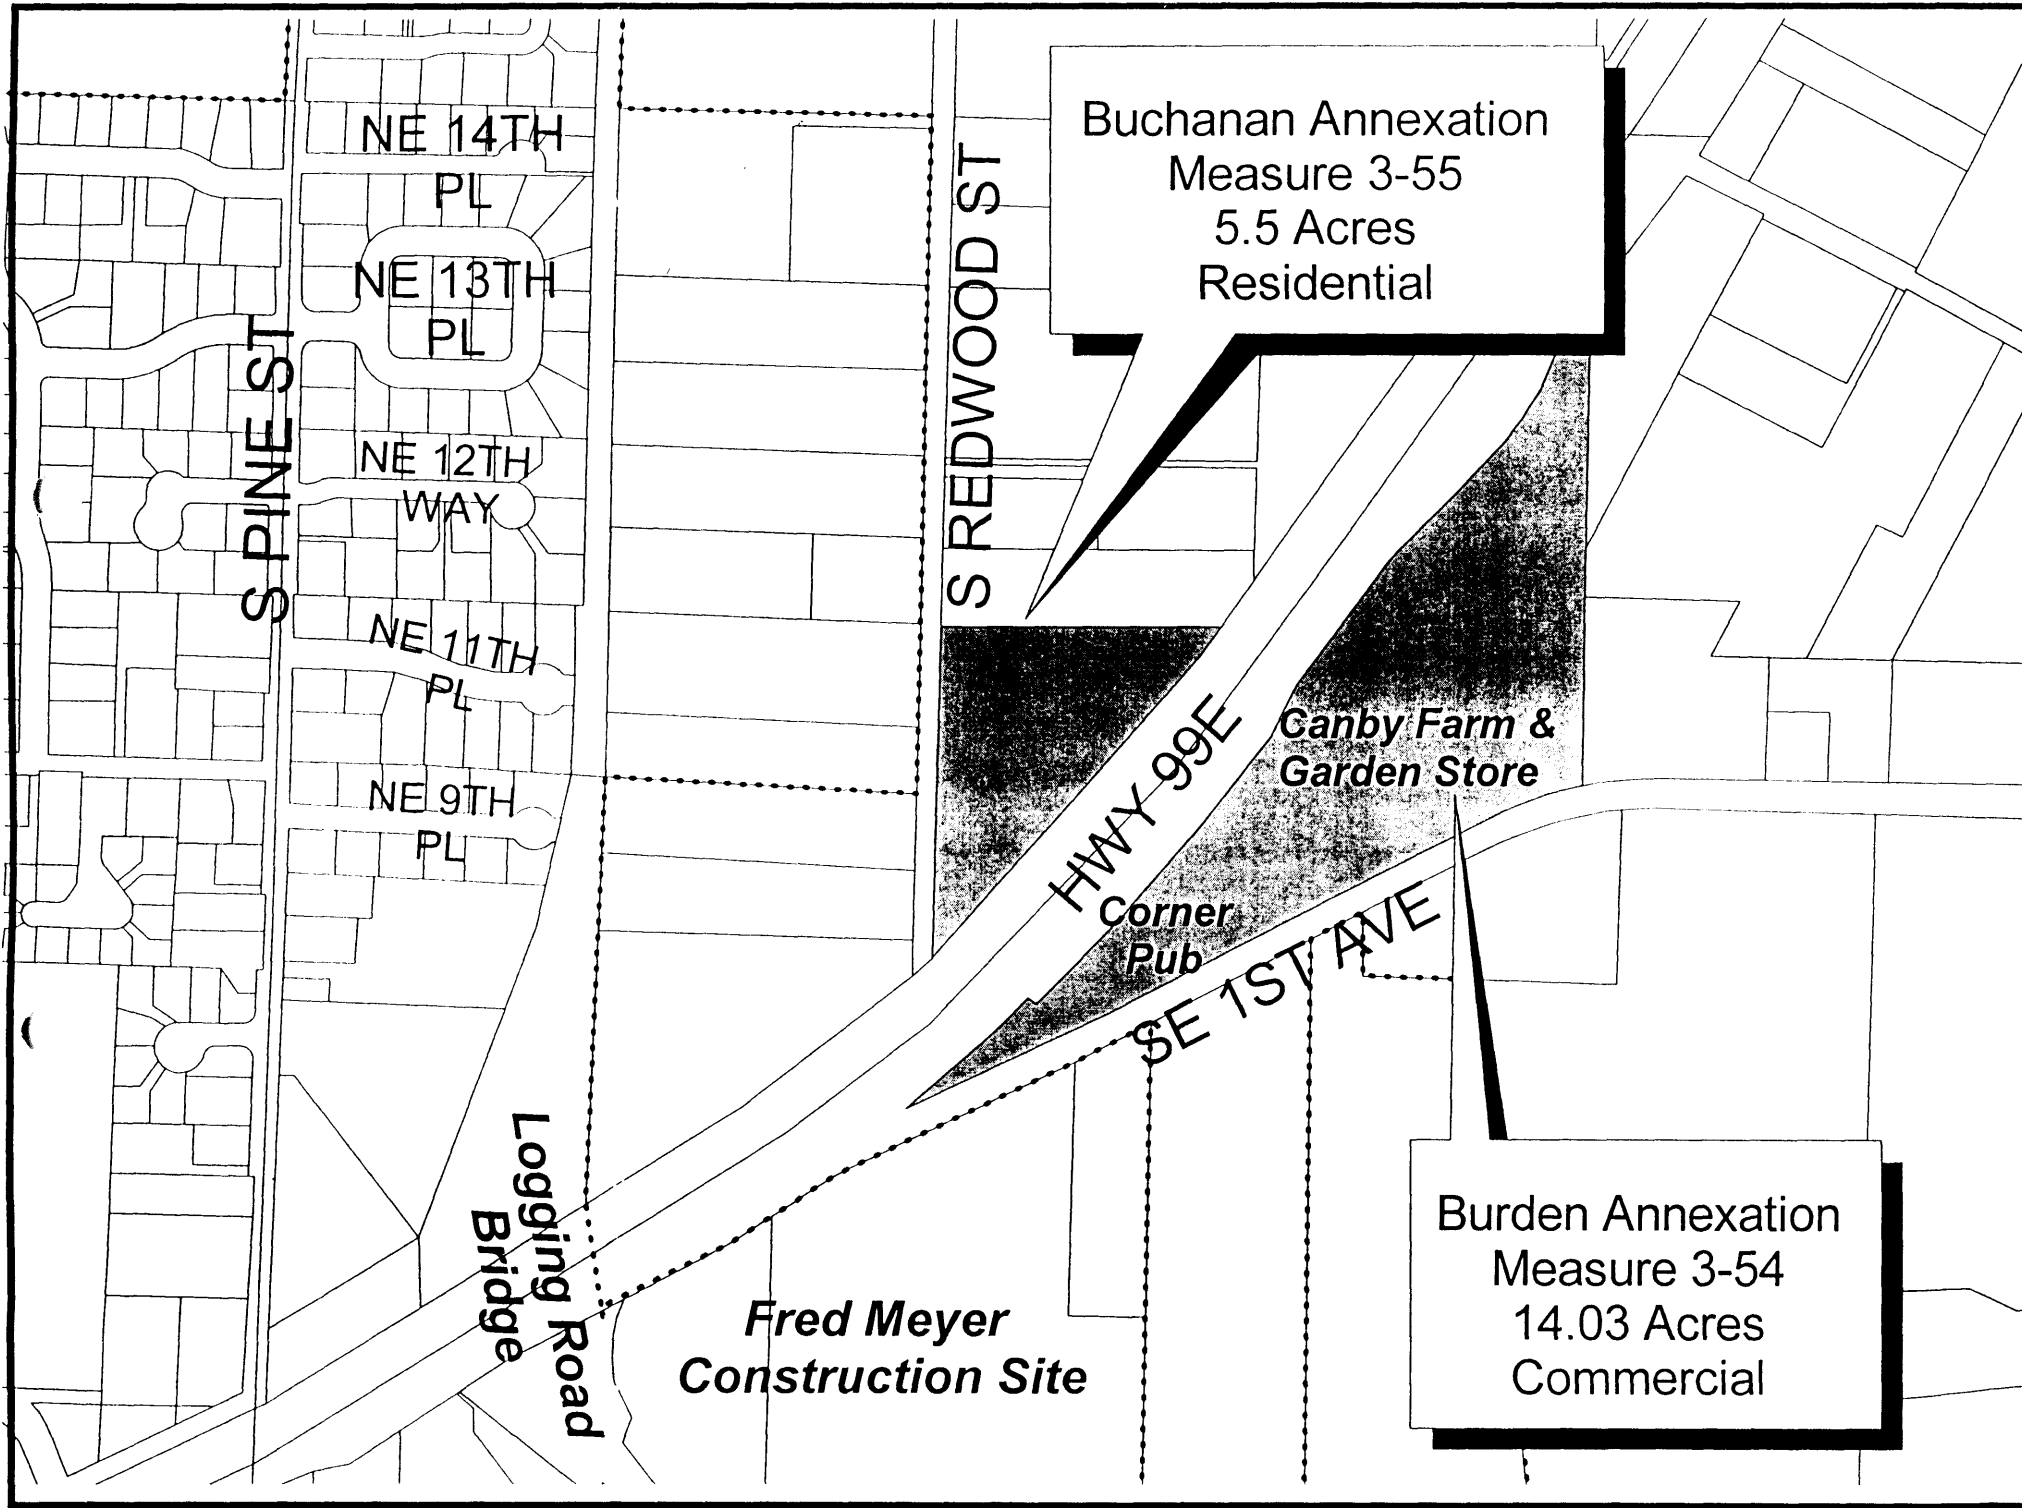 Buchanan Annexation
Measure 3-55
5.5 Acres
Residential
NE 14TH
PL
NE 13TH
PL
S PINE ST
S REDWOOD ST
NE 12TH
WAY
NE 11TH
PL
NE 9TH
PL
HWY 99E
Canby Farm &
Garden Store
Corner
Pub
SE 1ST AVE
Logging Road
Bridge
Fred Meyer
Construction Site
Burden Annexation
Measure 3-54
14.03 Acres
Commercial